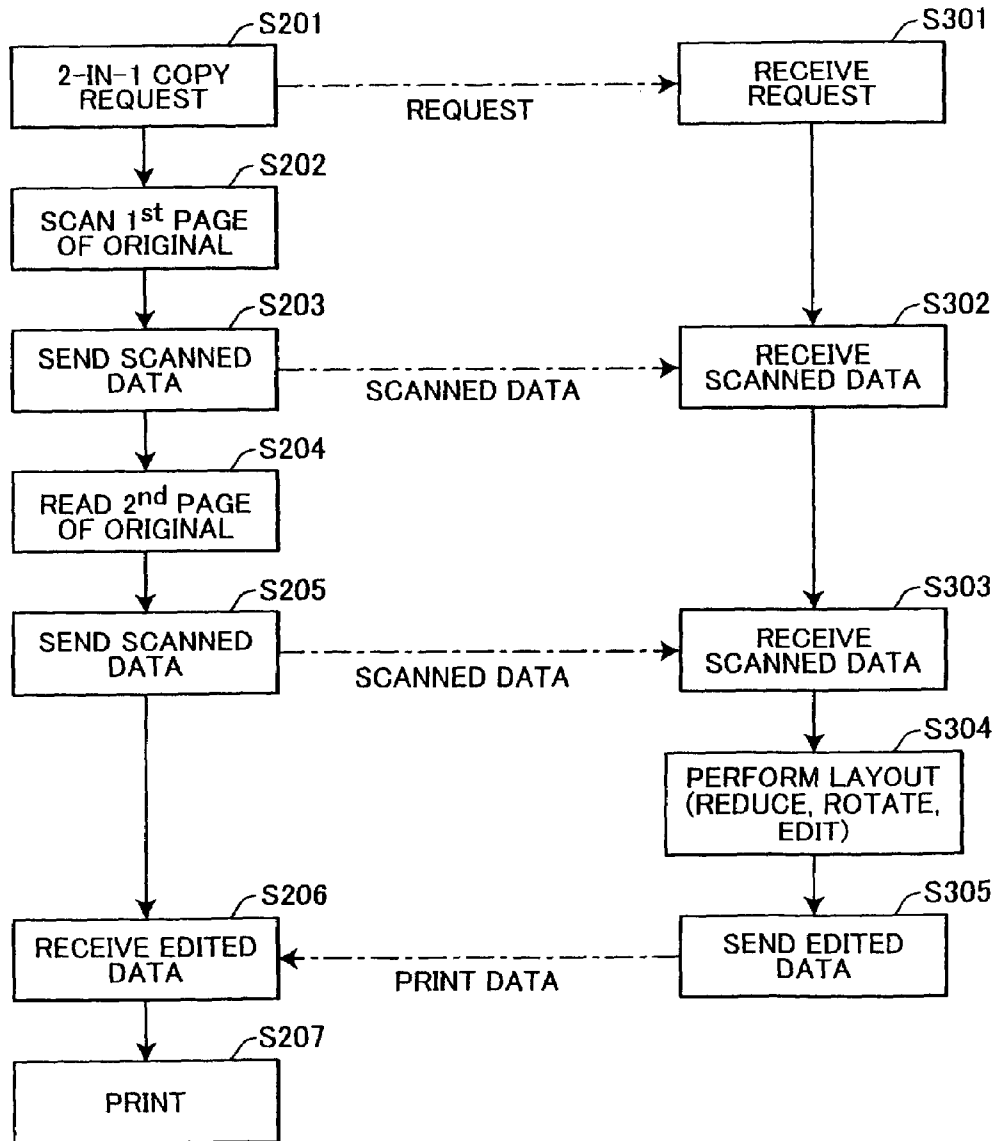 S201
2-IN-1 COPY
REQUEST
REQUEST
S301
RECEIVE
REQUEST
S202
SCAN 1st PAGE
OF ORIGINAL
S203
SEND SCANNED
DATA
SCANNED DATA
S302
RECEIVE
SCANNED DATA
S204
READ 2nd PAGE
OF ORIGINAL
S205
SEND SCANNED
DATA
SCANNED DATA
S303
RECEIVE
SCANNED DATA
S304
PERFORM LAYOUT
(REDUCE, ROTATE,
EDIT)
S206
RECEIVE EDITED
DATA
PRINT DATA
S305
SEND EDITED
DATA
S207
PRINT